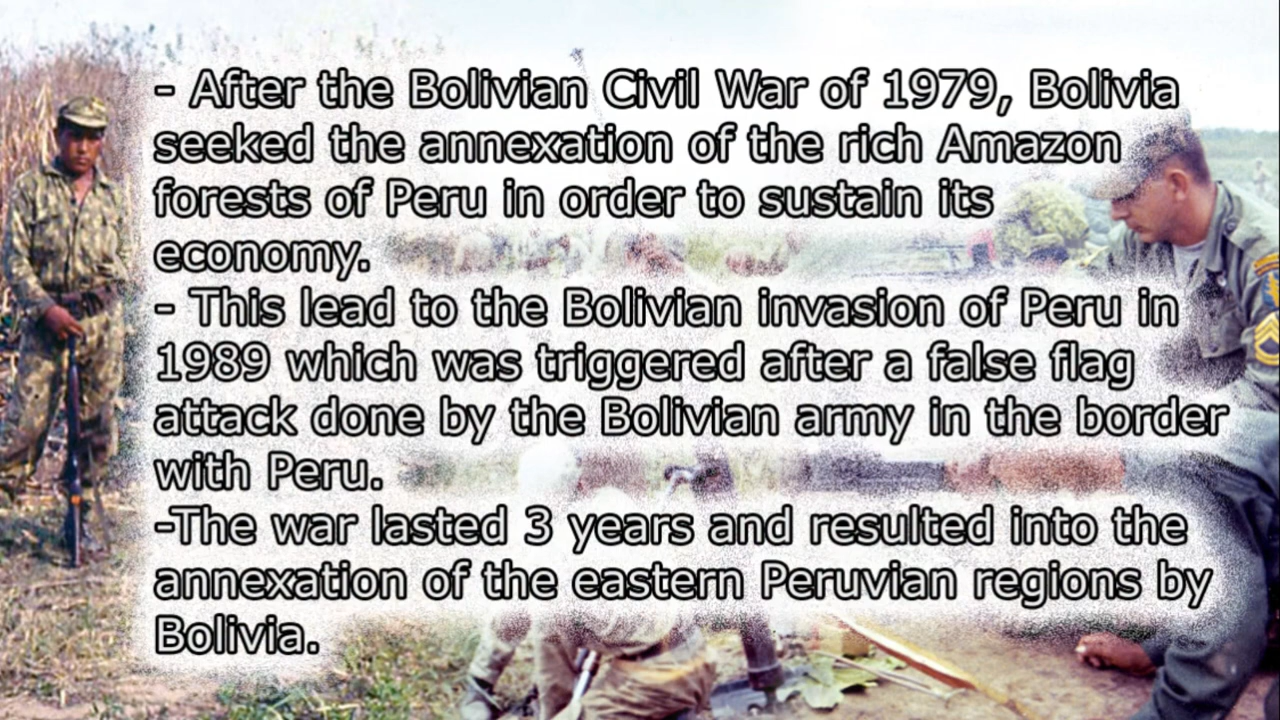 - After the Bolivian Civil War of 1979, Bolivia
seeked the annexation of the rich Amazon
forests of Peru in order to sustain its
economy.
- This lead to the Bolivian invasion of Peru in
1989 which was triggered after a false flag
attack done by the Bolivian army in the border
with Peru.
-The war lasted 3 years and resulted into the
annexation of the eastern Peruvian regions by
Bolivia.